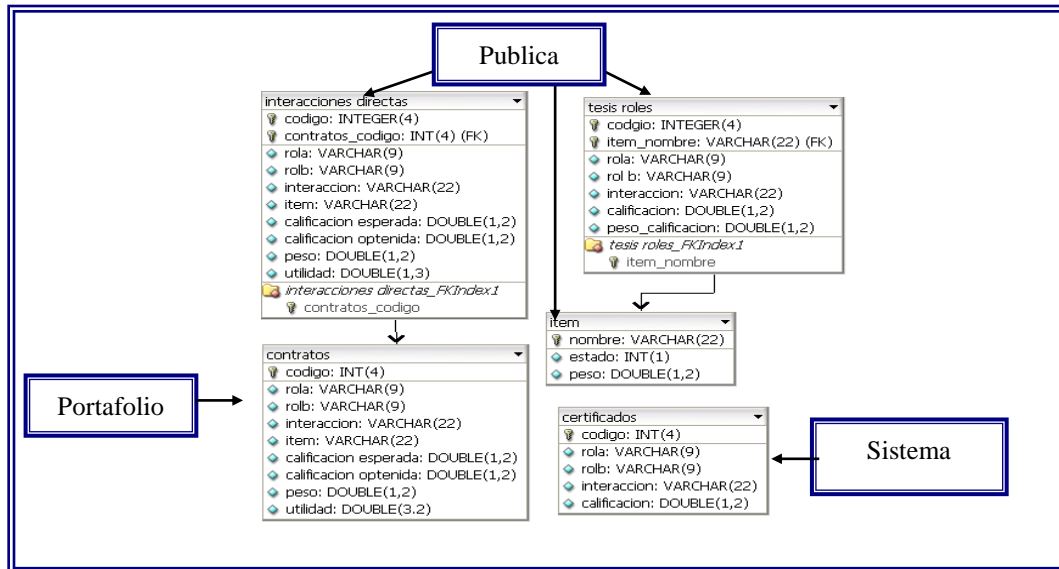 Publica
interacciones directas
codigo: INTEGER(4)
contratos_codigo: INT(4) (FK)
rola: VARCHAR(9)
rolb: VARCHAR(9)
interaccion: VARCHAR(22)
item: VARCHAR(22)
calificacion esperada: DOUBLE(1,2)
calificacion optenida: DOUBLE(1,2)
peso: DOUBLE(1,2)
utilidad: DOUBLE(1,3)
interacciones directas_FKIndex1
contratos_codigo
tesis roles
codgio: INTEGER(4)
item_nombre: VARCHAR(22) (FK)
rola: VARCHAR(9)
rol b: VARCHAR(9)
interaccion: VARCHAR(22)
calificacion: DOUBLE(1,2)
peso_calificacion: DOUBLE(1,2)
tesis roles_FKIndex1
item_nombre
item
nombre: VARCHAR(22)
estado: INT(1)
peso: DOUBLE(1,2)
Portafolio
contratos
codigo: INT(4)
rola: VARCHAR(9)
rolb: VARCHAR(9)
interaccion: VARCHAR(22)
item: VARCHAR(22)
calificacion esperada: DOUBLE(1,2)
calificacion optenida: DOUBLE(1,2)
peso: DOUBLE(1,2)
utilidad: DOUBLE(3.2)
certificados
codigo: INT(4)
rola: VARCHAR(9)
rolb: VARCHAR(9)
interaccion: VARCHAR(22)
calificacion: DOUBLE(1,2)
Sistema